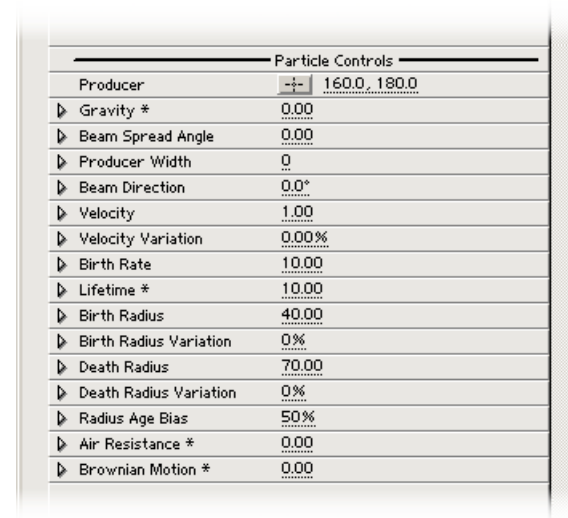 Particle Controls
Producer 160.0, 180.0
Gravity * 0.00
Beam Spread Angle 0.00
Producer Width 0
Beam Direction 0.0°
Velocity 1.00
Velocity Variation 0.00%
Birth Rate 10.00
Lifetime * 10.00
Birth Radius 40.00
Birth Radius Variation 0%
Death Radius 70.00
Death Radius Variation 0%
Radius Age Bias 50%
Air Resistance * 0.00
Brownian Motion * 0.00